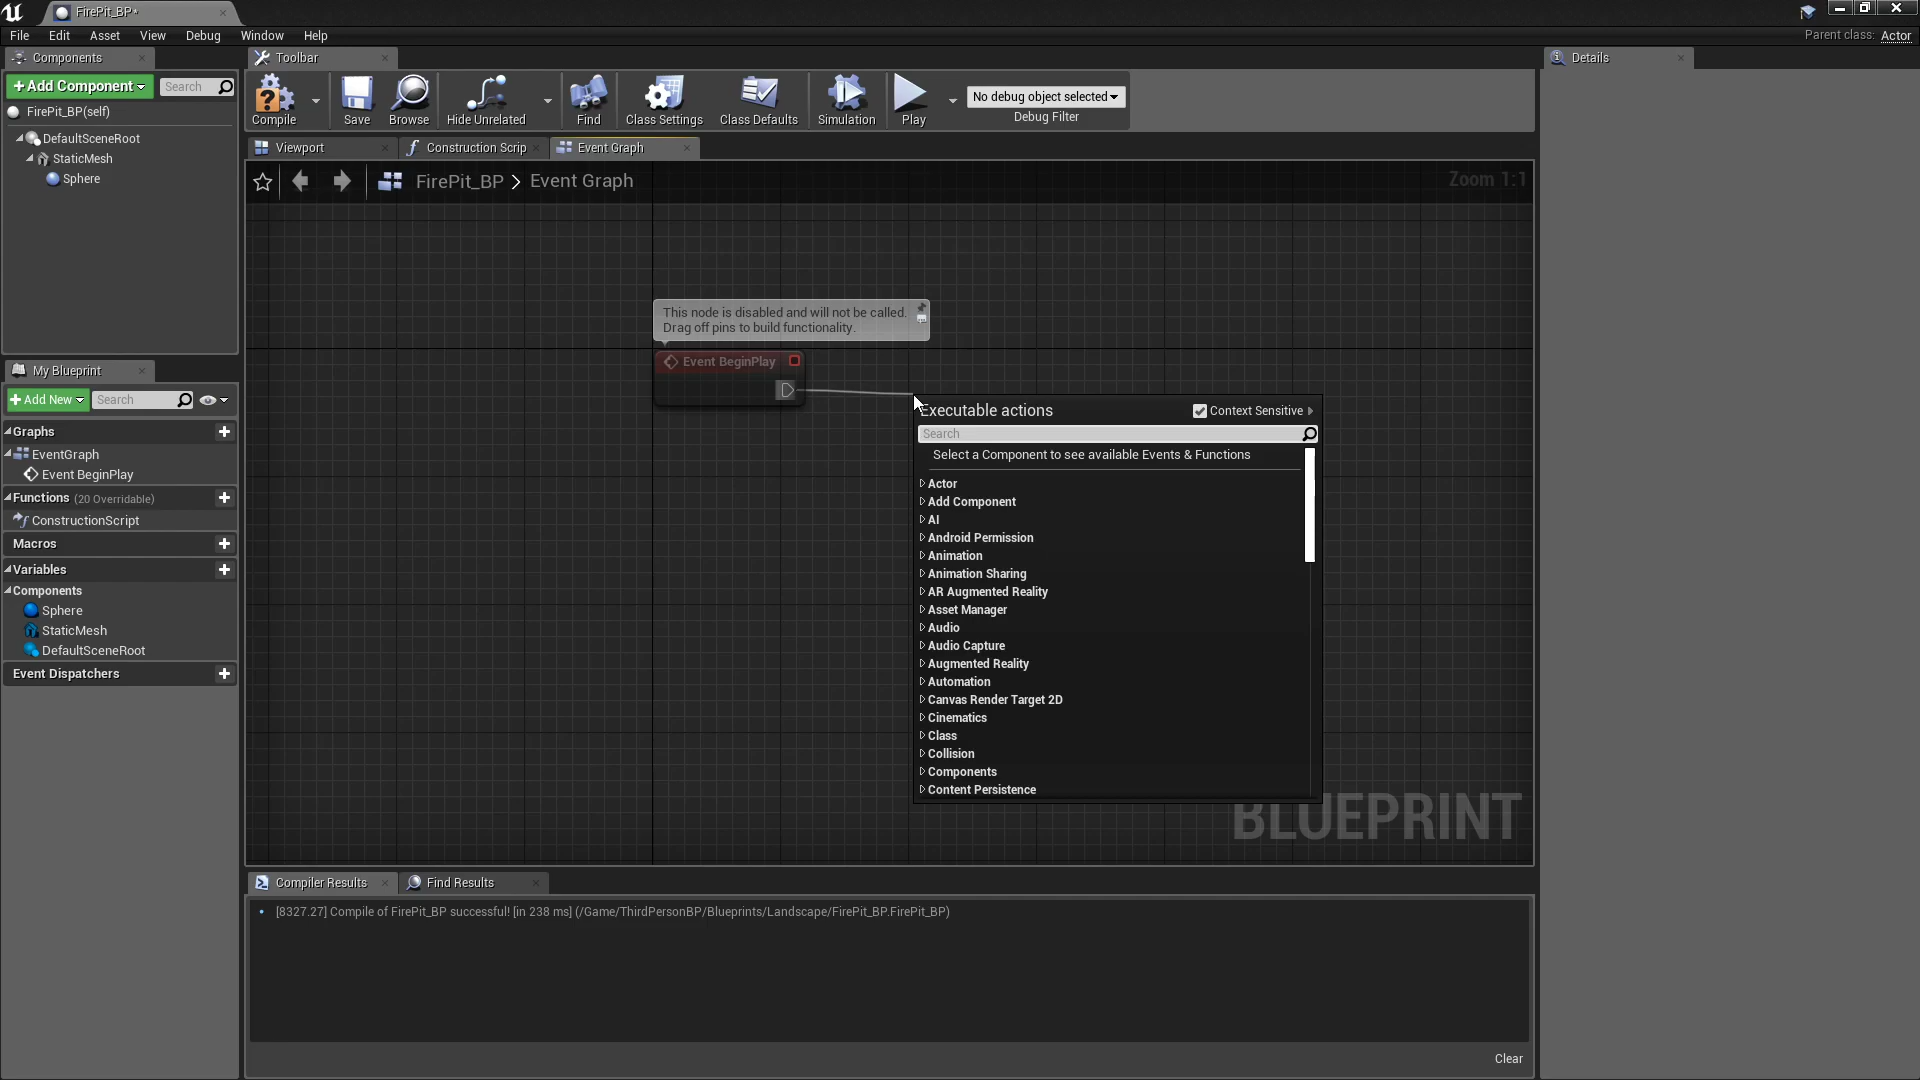 FirePit_BP*
File Edit Asset View Debug Window Help
Parent class: Actor
Components
Toolbar
Details
+ Add Component
Search
FirePit_BP(self)
DefaultSceneRoot
StaticMesh
Sphere
Compile
Save
Browse
Hide Unrelated
Find
Class Settings
Class Defaults
Simulation
Play
No debug object selected
Debug Filter
Viewport
Construction Scrip
Event Graph
FirePit_BP > Event Graph
Zoom 1:1
This node is disabled and will not be called.
Drag off pins to build functionality.
Event BeginPlay
Executable actions
Context Sensitive
Search
Select a Component to see available Events & Functions
Actor
Add Component
AI
Android Permission
Animation
Animation Sharing
AR Augmented Reality
Asset Manager
Audio
Audio Capture
Augmented Reality
Automation
Canvas Render Target 2D
Cinematics
Class
Collision
Components
Content Persistence
BLUEPRINT
My Blueprint
+ Add New
Search
Graphs
EventGraph
Event BeginPlay
Functions (20 Overridable)
ConstructionScript
Macros
Variables
Components
Sphere
StaticMesh
DefaultSceneRoot
Event Dispatchers
Compiler Results
Find Results
[8327.27] Compile of FirePit_BP successful! [in 238 ms] (/Game/ThirdPersonBP/Blueprints/Landscape/FirePit_BP.FirePit_BP)
Clear